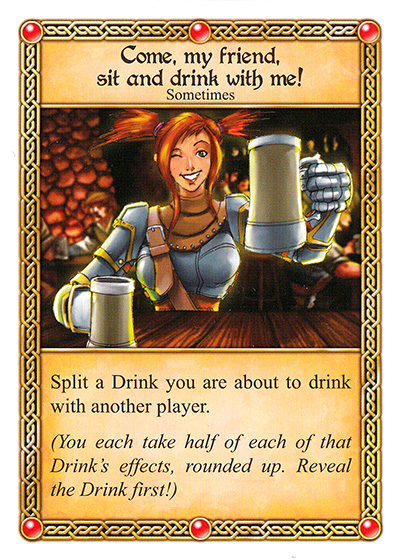 Come, my friend,
sit and drink with me!
Sometimes
Split a Drink you are about to drink
with another player.
(You each take half of each of that
Drink's effects, rounded up. Reveal
the Drink first!)